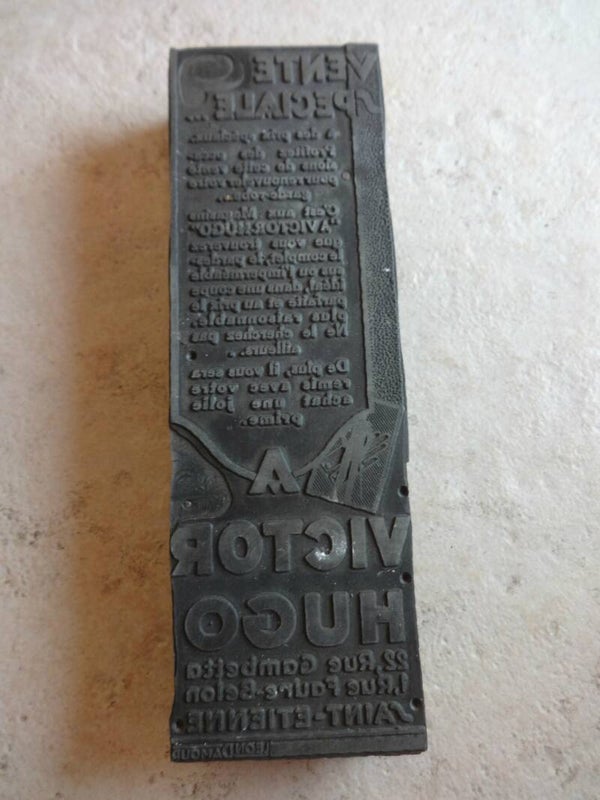 VENTE
SPECIALE...
à des prix spéciaux.
Profitez des occa-
sions de cette vente
pour renouveler votre
garde-robe.
C'est aux Magasins
"A VICTOR HUGO"
que vous trouverez
le complet, le pardes-
sus ou l'imperméable
idéal, dans une coupe
parfaite et au prix le
plus raisonnable.
Ne le cherchez pas
ailleurs..
De plus, il vous sera
remis avec votre
achat une jolie
prime.
A
VICTOR
HUGO
22, Rue Gambetta
1, Rue Faure-Belon
SAINT-ETIENNE